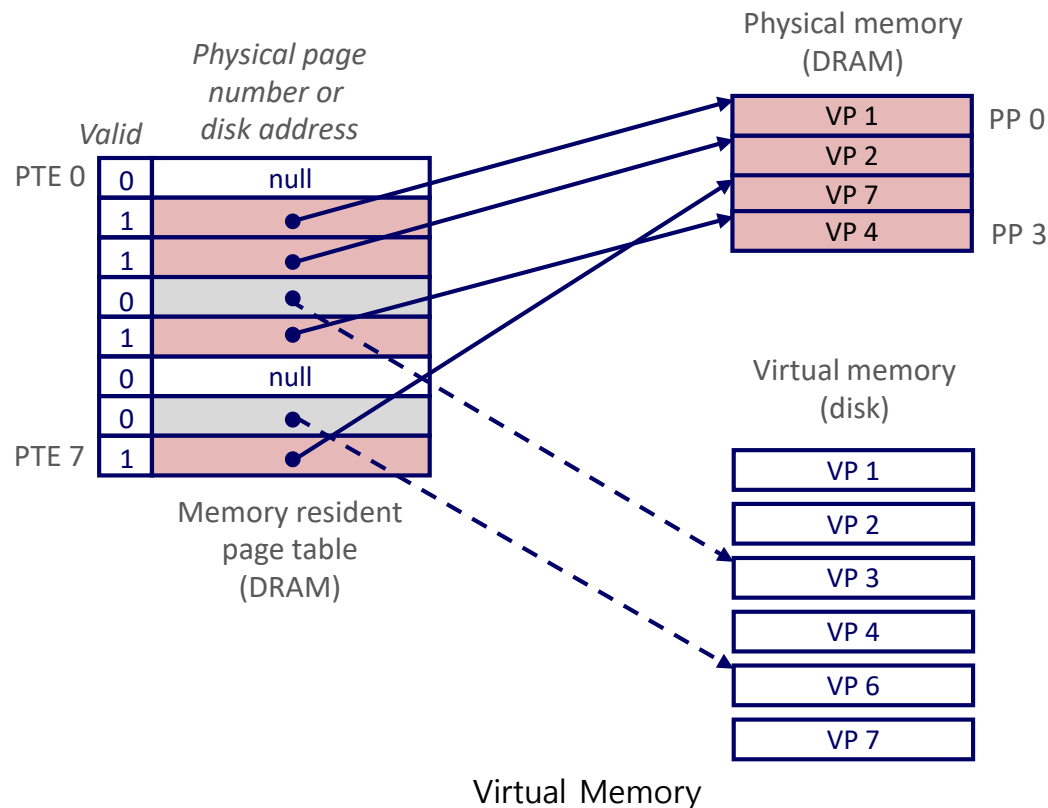 Physical page
number or
disk address
Valid
PTE 0
0
null
1
1
0
1
0
null
0
PTE 7
1
Memory resident
page table
(DRAM)
Physical memory
(DRAM)
VP 1
PP 0
VP 2
VP 7
VP 4
PP 3
Virtual memory
(disk)
VP 1
VP 2
VP 3
VP 4
VP 6
VP 7
Virtual Memory